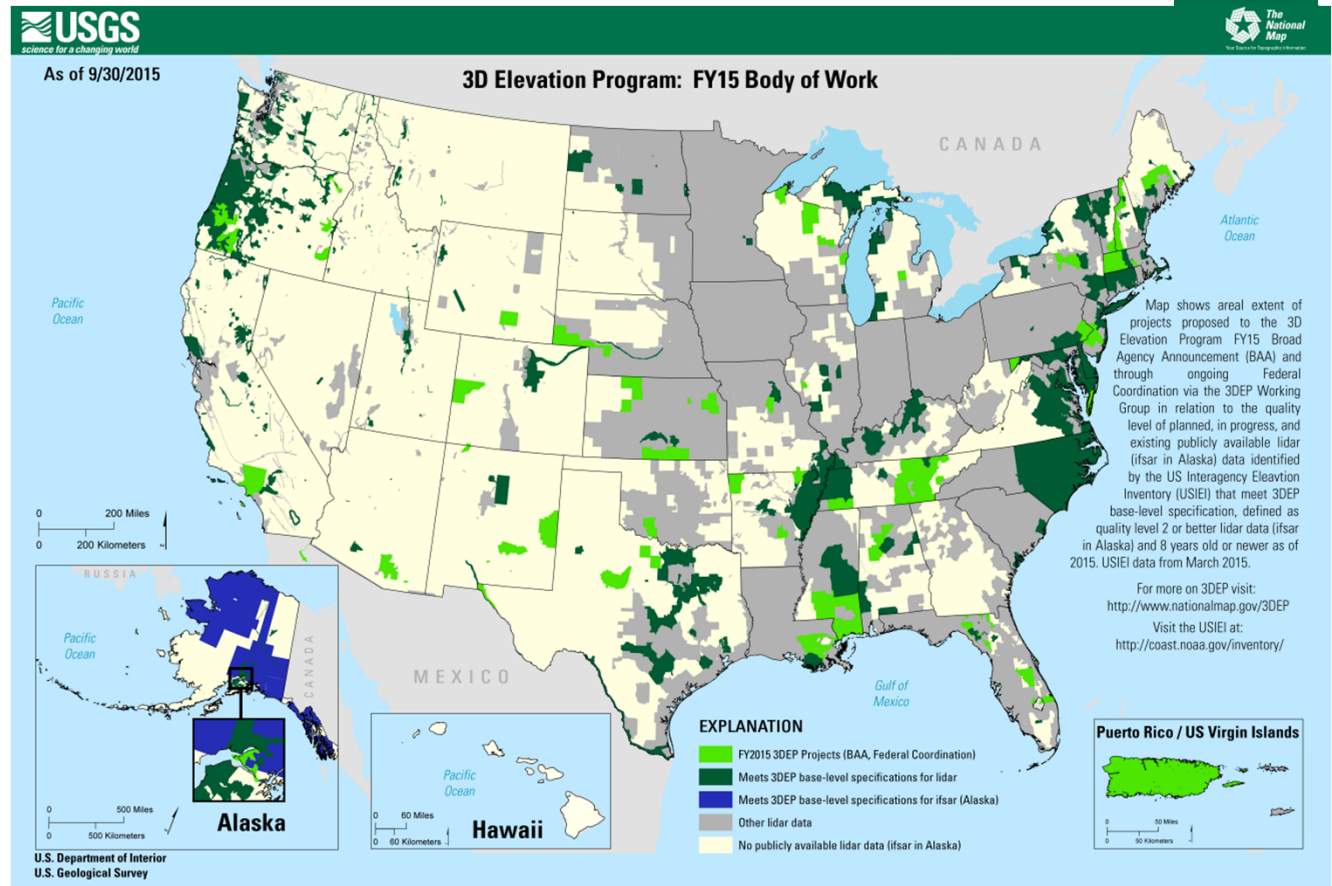 USGS
science for a changing world
The
National
Map
Your Source for Topographic Information
As of 9/30/2015
3D Elevation Program: FY15 Body of Work
CANADA
Atlantic
Ocean
Pacific
Ocean
Map shows areal extent of
projects proposed to the 3D
Elevation Program FY15 Broad
Agency Announcement (BAA) and
through ongoing Federal
Coordination via the 3DEP Working
Group in relation to the quality
level of planned, in progress, and
existing publicly available lidar
(ifsar in Alaska) data identified
by the US Interagency Eleavtion
Inventory (USIEI) that meet 3DEP
base-level specification, defined as
quality level 2 or better lidar data (ifsar
in Alaska) and 8 years old or newer as of
2015. USIEI data from March 2015.
For more on 3DEP visit:
http://www.nationalmap.gov/3DEP
Visit the USIEI at:
http://coast.noaa.gov/inventory/
0 200 Miles
0 200 Kilometers
RUSSIA
Pacific
Ocean
CANADA
0 500 Miles
0 500 Kilometers
Alaska
MEXICO
Gulf of
Mexico
Pacific
Ocean
0 60 Miles
0 60 Kilometers
Hawaii
EXPLANATION
FY2015 3DEP Projects (BAA, Federal Coordination)
Meets 3DEP base-level specifications for lidar
Meets 3DEP base-level specifications for ifsar (Alaska)
Other lidar data
No publicly available lidar data (ifsar in Alaska)
Puerto Rico / US Virgin Islands
0 50 Miles
0 50 Kilometers
U.S. Department of Interior
U.S. Geological Survey